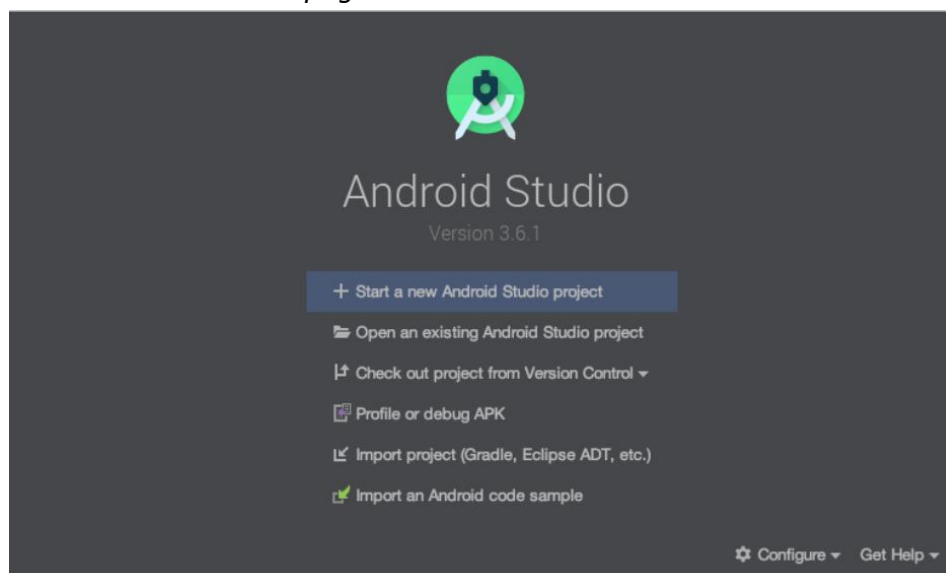 Android Studio
Version 3.6.1
Start a new Android Studio project
Open an existing Android Studio project
Check out project from Version Control
Profile or debug APK
Import project (Gradle, Eclipse ADT, etc.)
Import an Android code sample
Configure Get Help